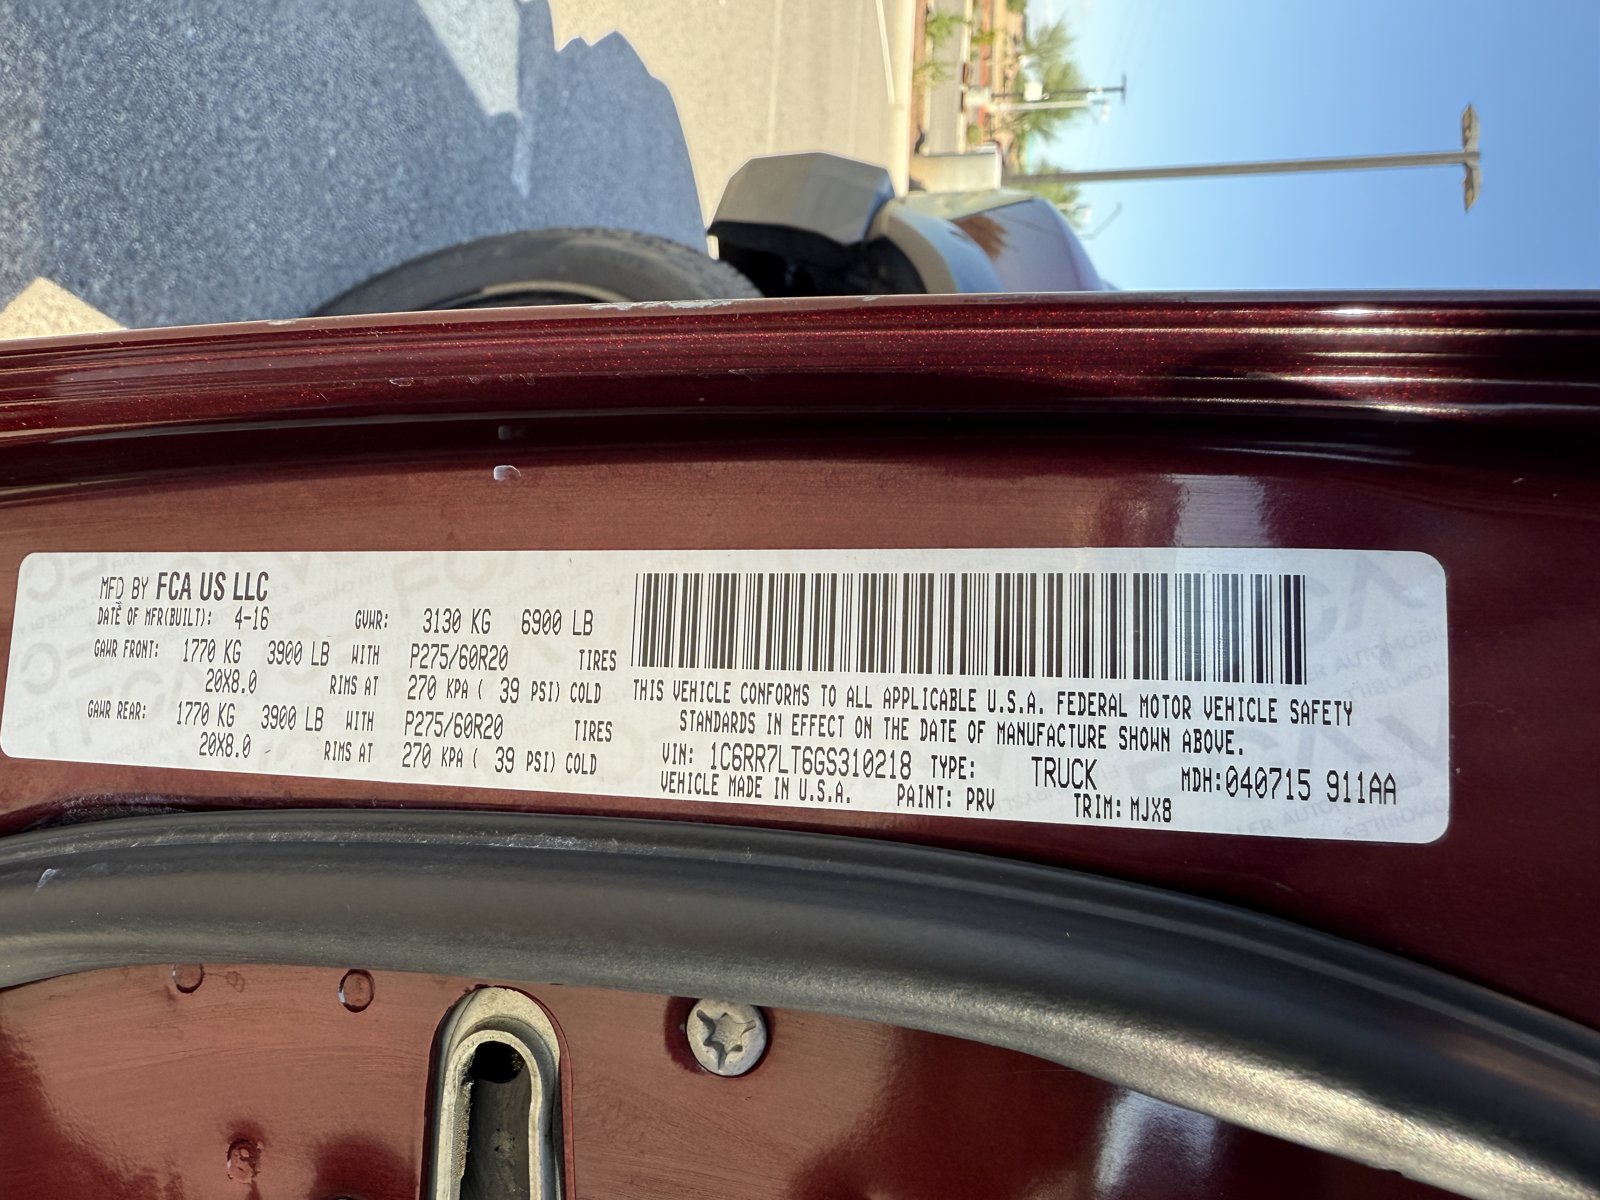 MFD BY FCA US LLC
DATE OF MFR(BUILT): 4-16 GVWR: 3130 KG 6900 LB
GAWR FRONT: 1770 KG 3900 LB WITH P275/60R20 TIRES
20X8.0 RIMS AT 270 KPA ( 39 PSI) COLD
GAWR REAR: 1770 KG 3900 LB WITH P275/60R20 TIRES
20X8.0 RIMS AT 270 KPA ( 39 PSI) COLD
THIS VEHICLE CONFORMS TO ALL APPLICABLE U.S.A. FEDERAL MOTOR VEHICLE SAFETY
STANDARDS IN EFFECT ON THE DATE OF MANUFACTURE SHOWN ABOVE.
VIN: 1C6RR7LT6GS310218 TYPE: TRUCK MDH:040715 911AA
VEHICLE MADE IN U.S.A. PAINT: PRV TRIM: MJX8